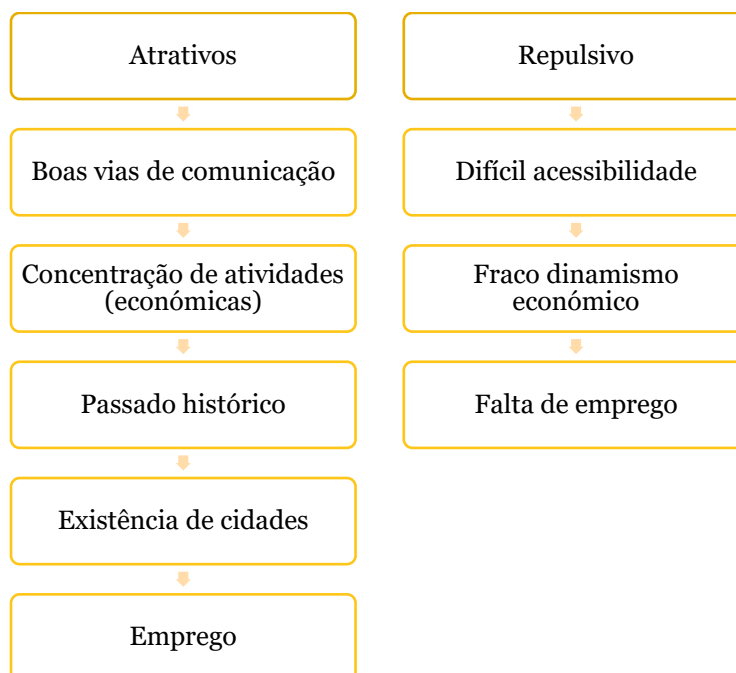 Atrativos
Boas vias de comunicação
Concentração de atividades
(económicas)
Passado histórico
Existência de cidades
Emprego
Repulsivo
Difícil acessibilidade
Fraco dinamismo
económico
Falta de emprego